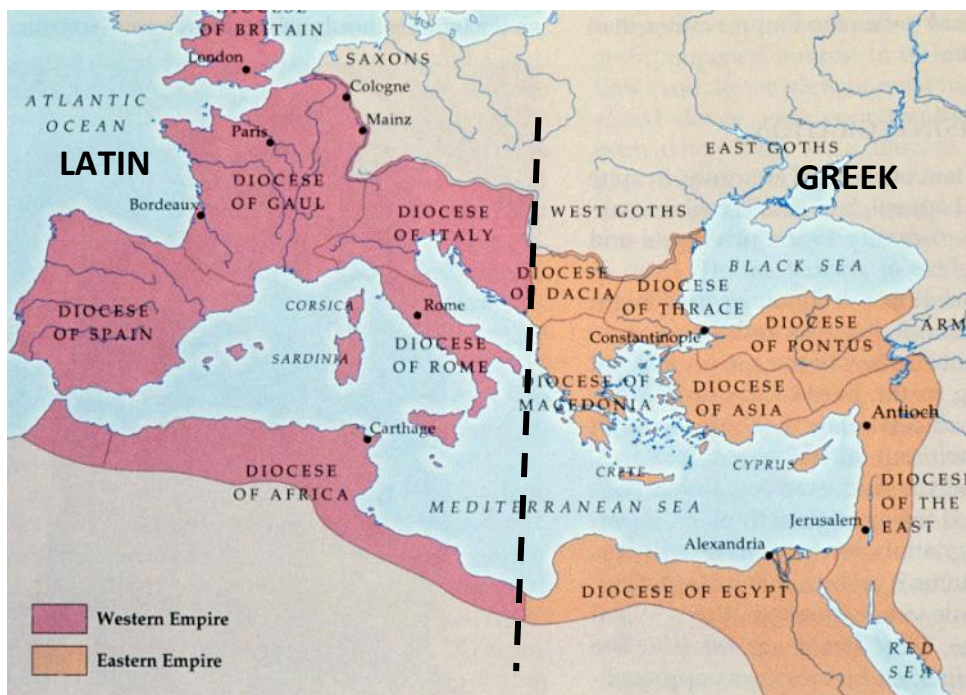 DIOCESE
OF BRITAIN
London
SAXONS
Cologne
ATLANTIC
OCEAN
Mainz
Paris
LATIN
EAST GOTHS
GREEK
DIOCESE
OF GAUL
Bordeaux
DIOCESE
OF ITALY
WEST GOTHS
BLACK SEA
DIOCESE
OF DACIA
DIOCESE
OF THRACE
CORSICA
Rome
DIOCESE
OF SPAIN
Constantinople
DIOCESE
OF PONTUS
ARM
SARDINIA
DIOCESE
OF ROME
DIOCESE OF
MACEDONIA
DIOCESE
OF ASIA
Antioch
Carthage
CRETE
CYPRUS
DIOCESE
OF AFRICA
DIOCESE
OF THE
EAST
MEDITERRANEAN SEA
Jerusalem
Alexandria
DIOCESE OF EGYPT
Western Empire
Eastern Empire
RED
SEA